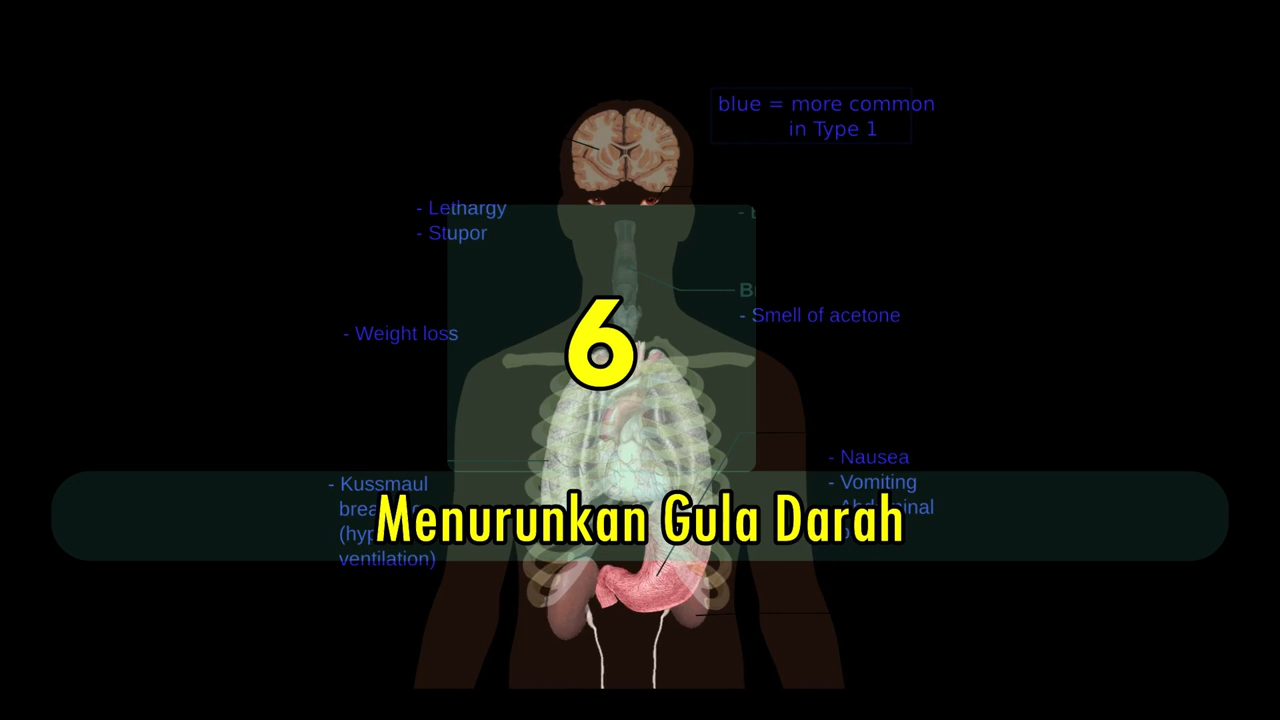 blue = more common
in Type 1
- Lethargy
- Stupor
- Smell of acetone
- Weight loss
6
- Nausea
- Vomiting
- Kussmaul
ventilation)
Menurunkan Gula Darah